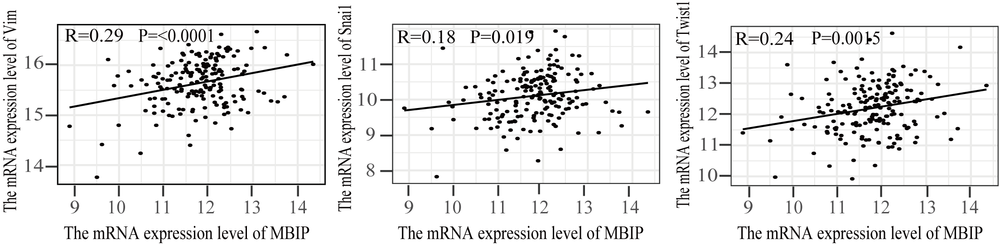 The mRNA expression level of Vim
R=0.29 P=<0.0001
16
15
14
9 10 11 12 13 14
The mRNA expression level of MBIP
The mRNA expression level of Snail
R=0.18 P=0.019
11
10
9
8
9 10 11 12 13 14
The mRNA expression level of MBIP
The mRNA expression level of Twist1
R=0.24 P=0.0015
14
13
12
11
10
9 10 11 12 13 14
The mRNA expression level of MBIP